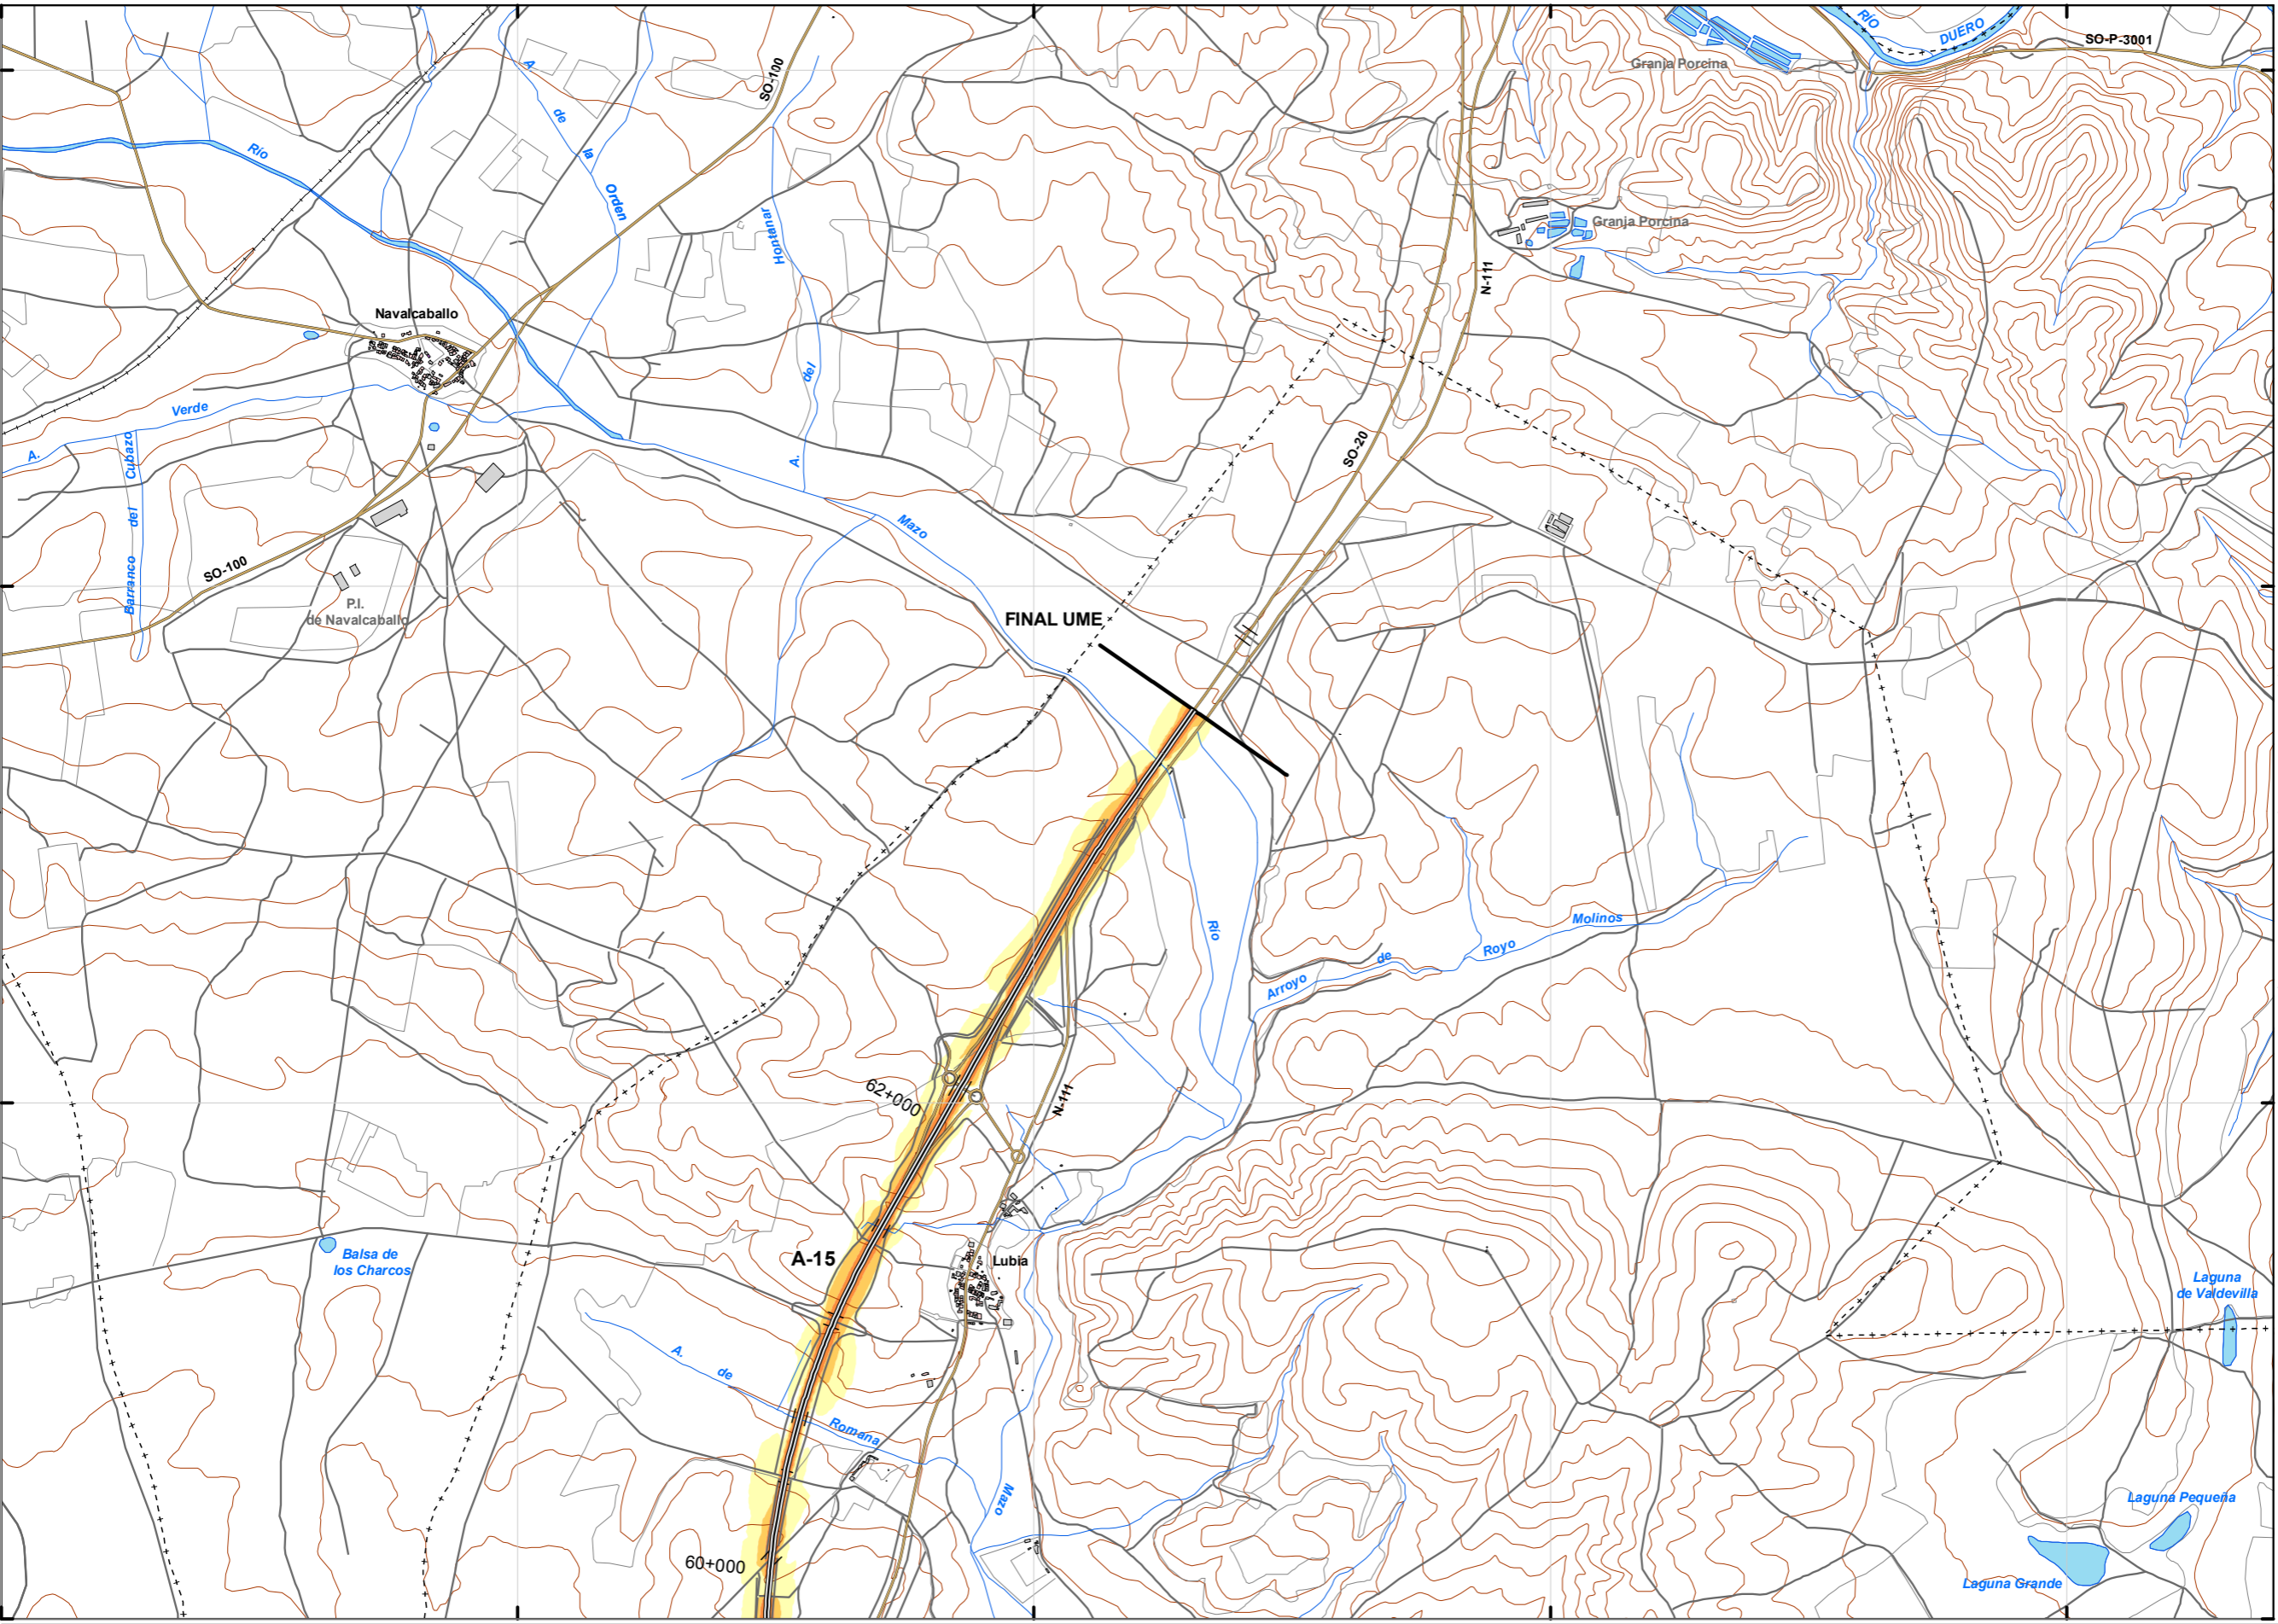 RÍO
DUERO
SO-P-3001
Granja Porcina
A.
de
la
Orden
SO-100
Río
Hontanar
del
A.
Granja Porcina
N-111
Navalcaballo
Verde
A.
Cubazo
del
Barranco
SO-20
Mazo
SO-100
P.I.
de Navalcaballo
FINAL UME
Río
Molinos
Royo
de
Arroyo
62+000
N-111
A-15
Lubia
Balsa de
los Charcos
Laguna
de Valdevilla
A.
de
Romana
Mazo
Laguna Pequeña
60+000
Laguna Grande